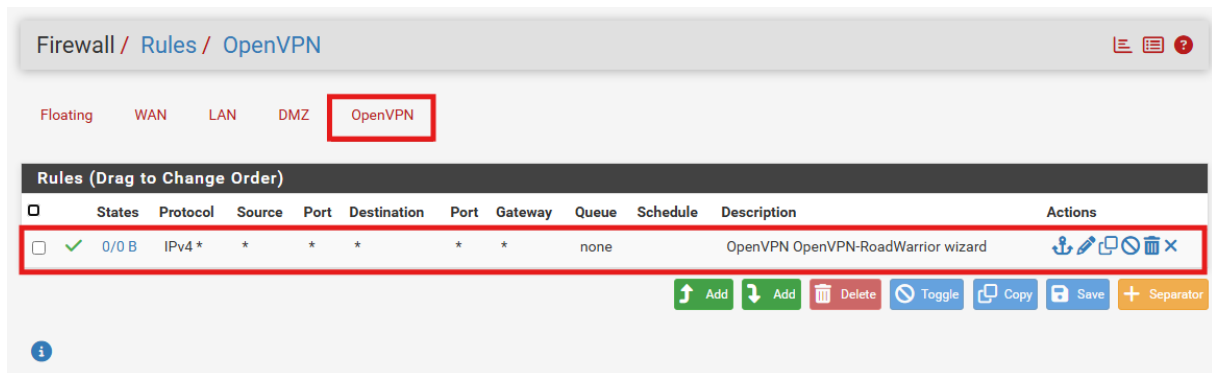 Firewall / Rules / OpenVPN
Floating WAN LAN DMZ OpenVPN
Rules (Drag to Change Order)
States Protocol Source Port Destination Port Gateway Queue Schedule Description Actions
0/0 B IPv4 * * * * * * none OpenVPN OpenVPN-RoadWarrior wizard
Add Add Delete Toggle Copy Save Separator